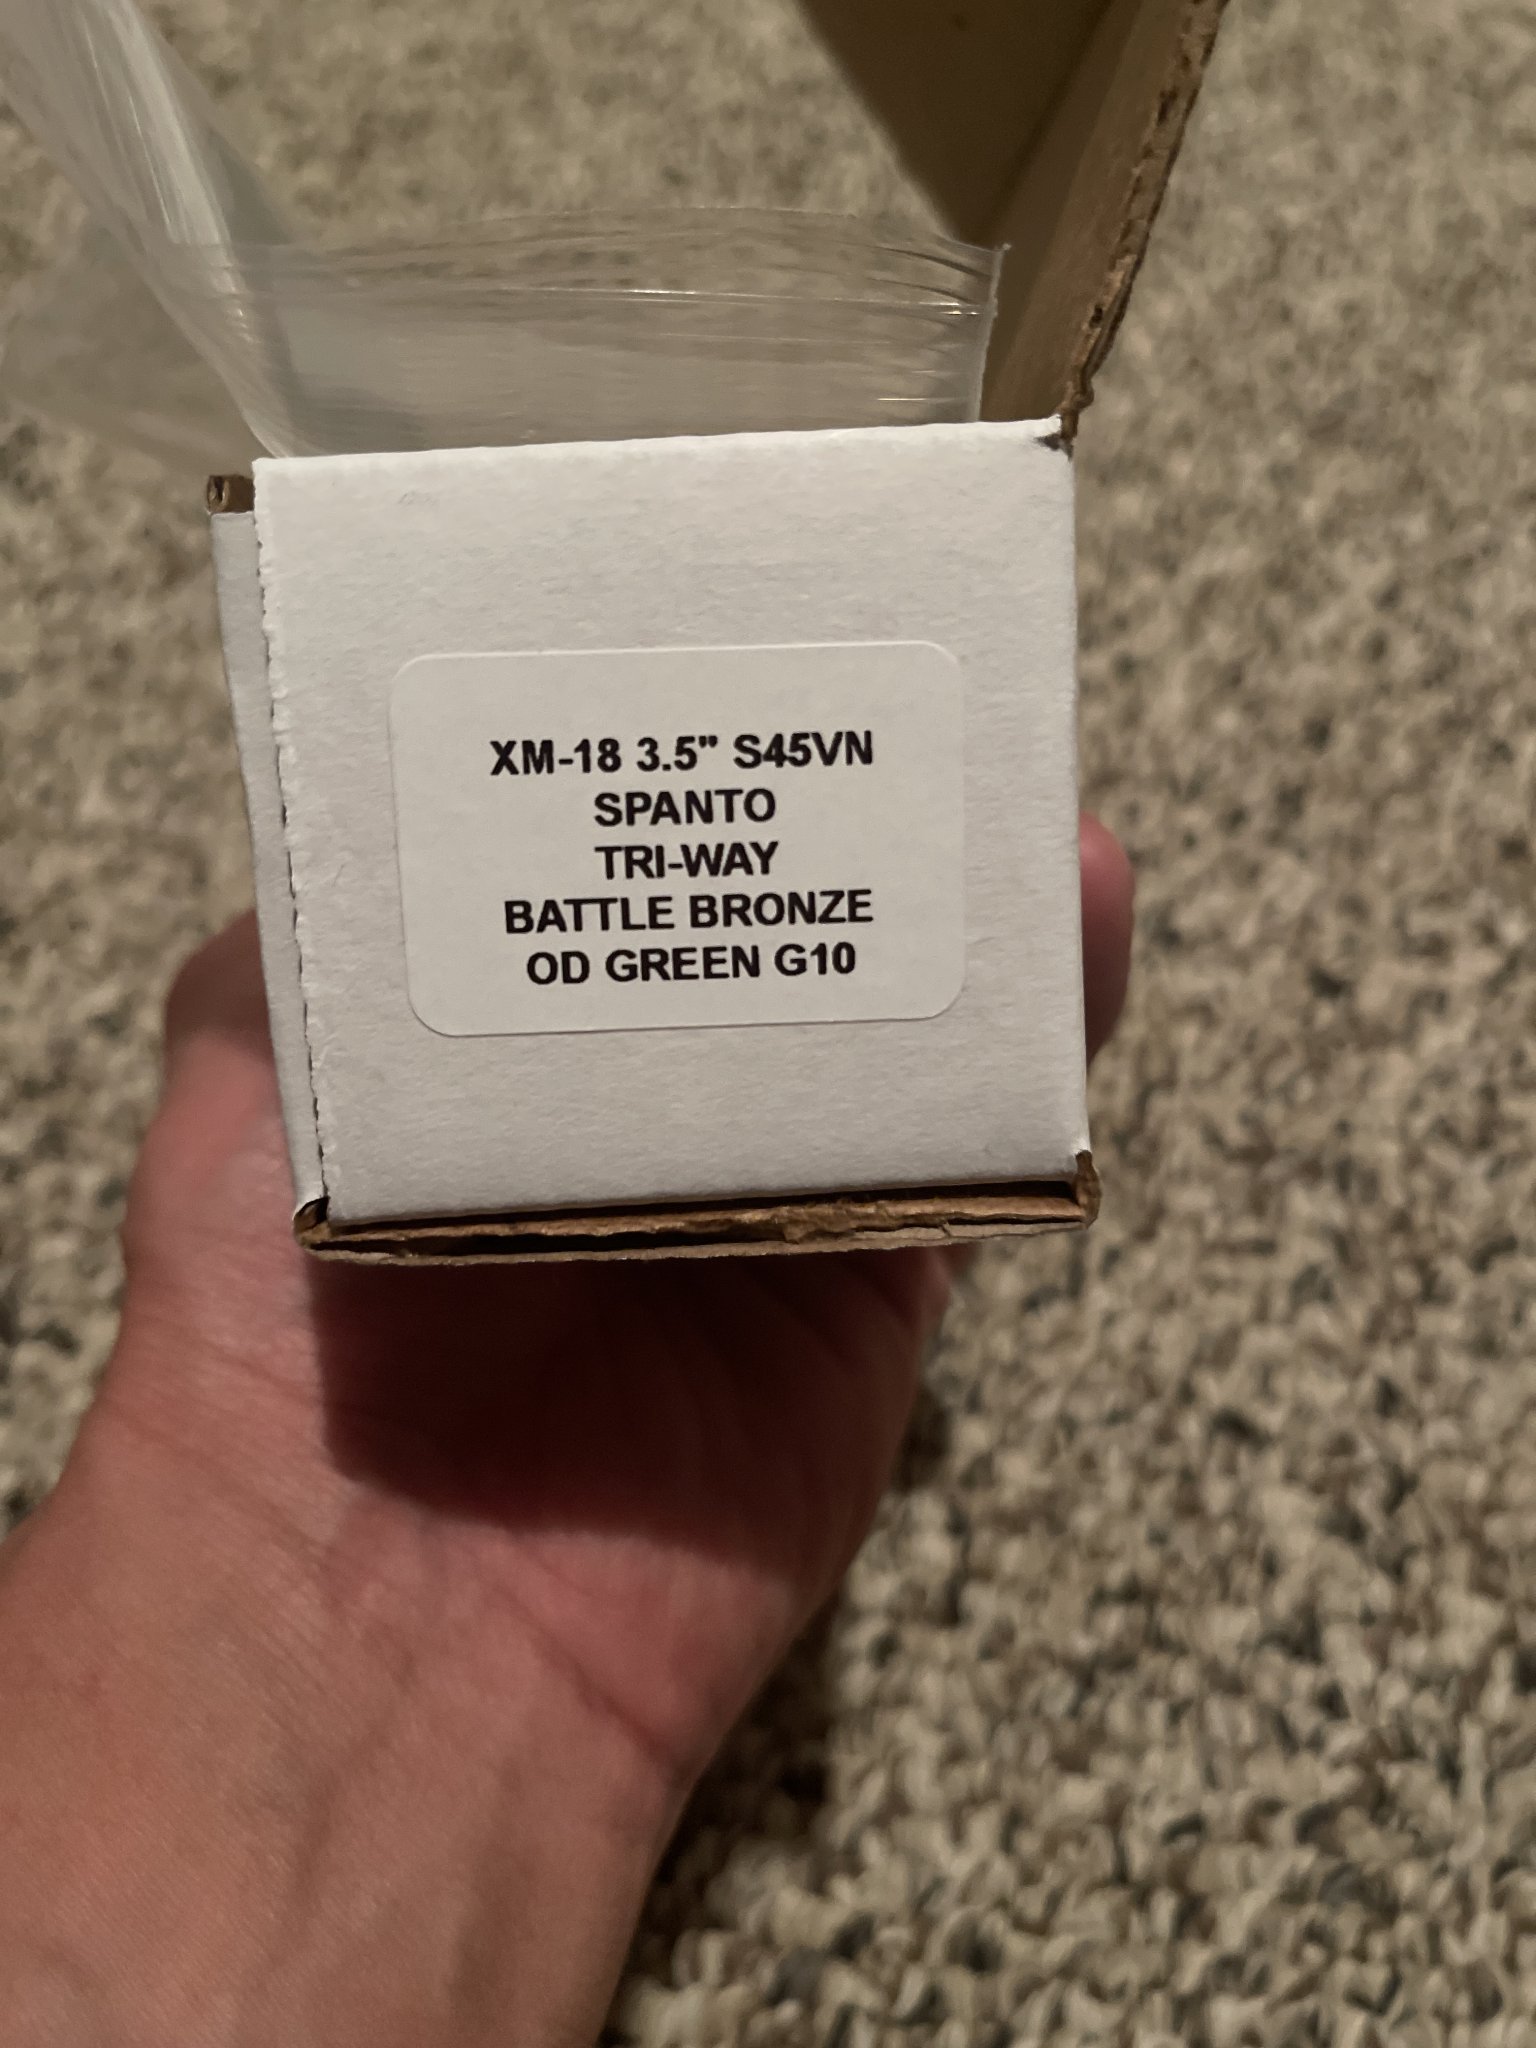 XM-18 3.5" S45VN
SPANTO
TRI-WAY
BATTLE BRONZE
OD GREEN G10